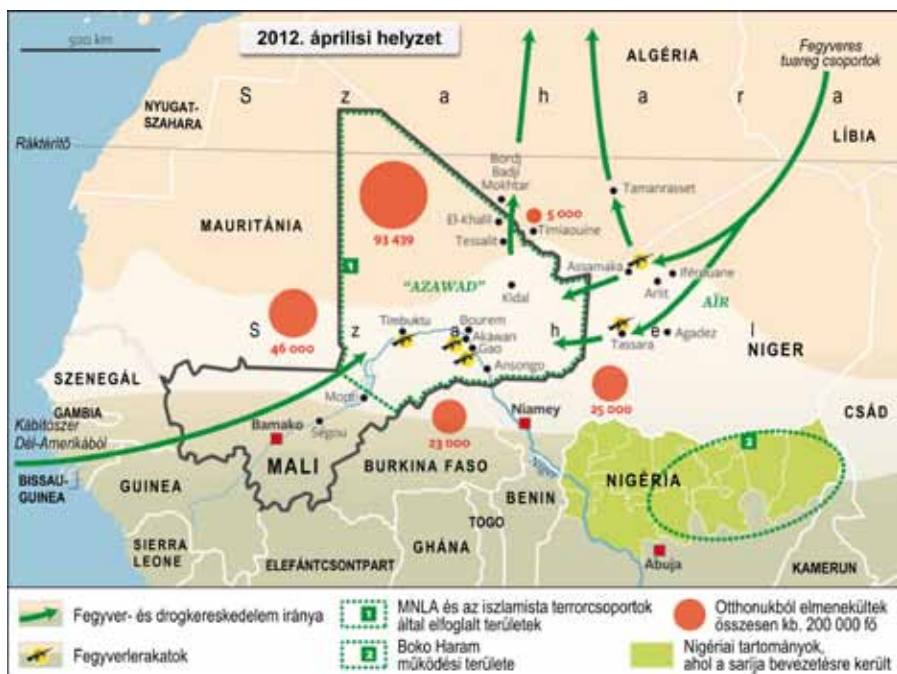 500 km
2012. áprilisi helyzet
ALGÉRIA
Fegyveres
tuareg csoportok
S z a h a r a
NYUGAT-
SZAHARA
LÍBIA
Ráktérítő
Bordj
Badji
Mokhtar
Tamanrasset
5 000
El-Khalil
Timiaouine
Tessalit
MAURITÁNIA
93 439
1
Assamaka
Iférouane
Arlit
"AZAWAD"
Kidal
AÏR
S z a h e l
46 000
Timbuktu
Bourem
Akawan
Gao
Tassara
Agadez
Ansongo
NIGER
SZENEGÁL
25 000
Mopti
CSÁD
GAMBIA
Niamey
Kábítószer
Dél-Amerikából
Bamako
Ségou
23 000
2
MALI
BURKINA FASO
Niger
NIGÉRIA
BISSAU-
GUINEA
GUINEA
BENIN
TOGO
GHÁNA
SIERRA
LEONE
ELEFÁNTCSONTPART
Abuja
KAMERUN
Fegyver- és drogkereskedelem iránya
Fegyverlerakatok
1 MNLA és az iszlamista terrorcsoportok
által elfoglalt területek
2 Boko Haram
működési területe
Otthonukból elmenekültek
összesen kb. 200 000 fő
Nigériai tartományok,
ahol a saríja bevezetésre került